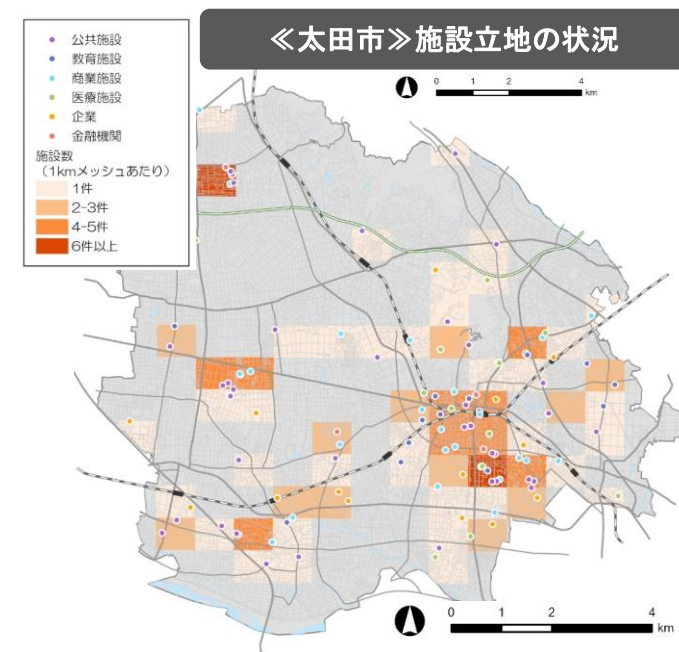 ≪太田市≫施設立地の状況
公共施設
教育施設
商業施設
医療施設
企業
金融機関
施設数
（1kmメッシュあたり）
1件
2-3件
4-5件
6件以上
0 1 2 4
km
0 1 2 4
km